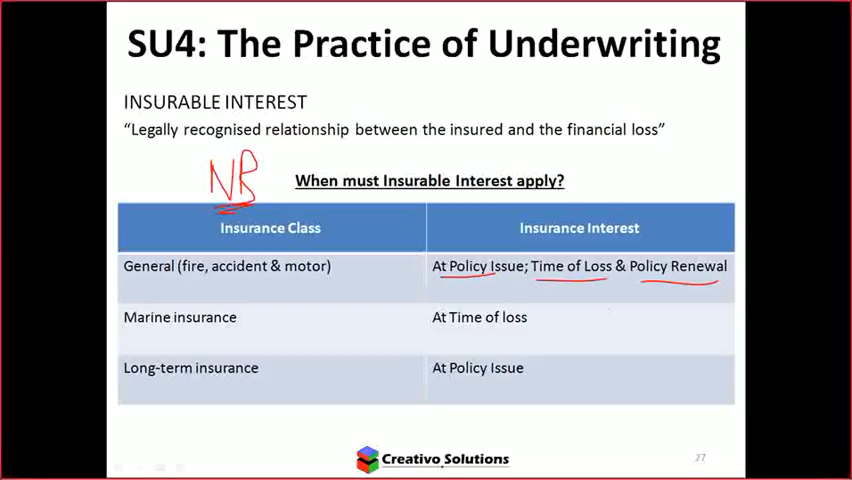 SU4: The Practice of Underwriting
INSURABLE INTEREST
“Legally recognised relationship between the insured and the financial loss”
NB
When must Insurable Interest apply?
Insurance Class Insurance Interest
General (fire, accident & motor) At Policy Issue; Time of Loss & Policy Renewal
Marine insurance At Time of loss
Long-term insurance At Policy Issue
Creativo Solutions
27